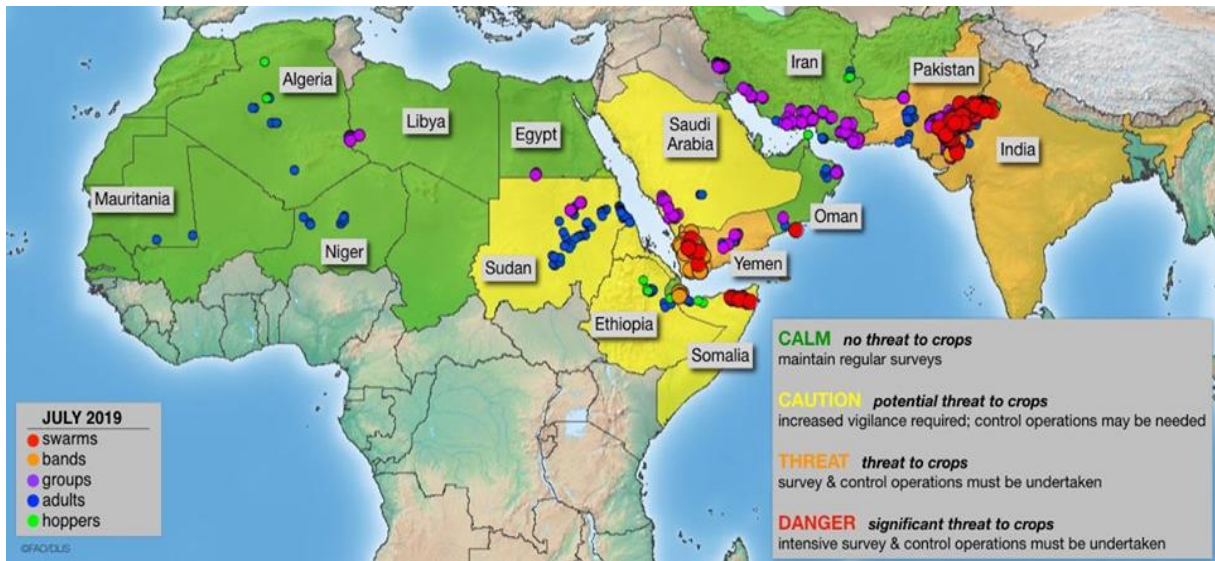 Iran
Pakistan
Algeria
Libya
Egypt
Saudi
Arabia
India
Mauritania
Oman
Niger
Sudan
Yemen
Ethiopia
Somalia
JULY 2019
swarms
bands
groups
adults
hoppers
©FAO/DLIS
CALM no threat to crops
maintain regular surveys
CAUTION potential threat to crops
increased vigilance required; control operations may be needed
THREAT threat to crops
survey & control operations must be undertaken
DANGER significant threat to crops
intensive survey & control operations must be undertaken